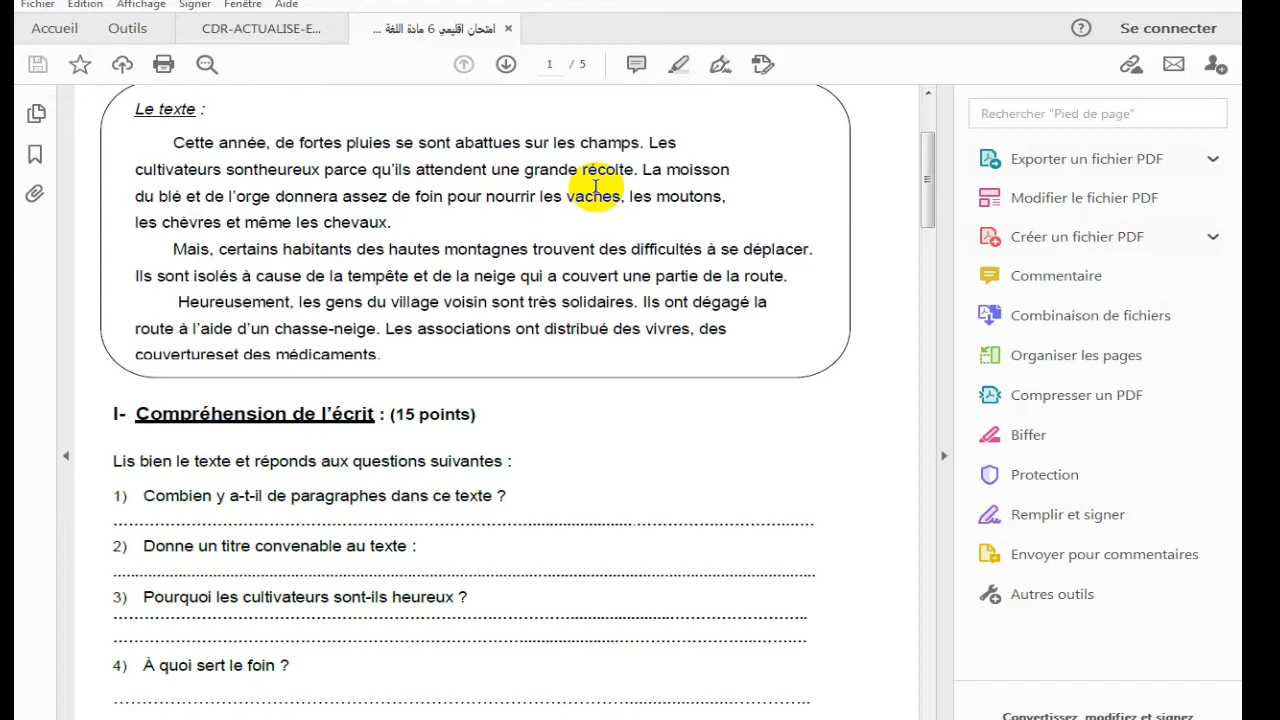 Fichier Edition Affichage Signer Fenêtre Aide
Accueil Outils CDR-ACTUALISE-E... امتحان اقليمي 6 مادة اللغة ... × Se connecter
1 / 5
Rechercher "Pied de page"
Le texte :
Cette année, de fortes pluies se sont abattues sur les champs. Les
cultivateurs sontheureux parce qu'ils attendent une grande récolte. La moisson
du blé et de l'orge donnera assez de foin pour nourrir les vaches, les moutons,
les chèvres et même les chevaux.
Mais, certains habitants des hautes montagnes trouvent des difficultés à se déplacer.
Ils sont isolés à cause de la tempête et de la neige qui a couvert une partie de la route.
Heureusement, les gens du village voisin sont très solidaires. Ils ont dégagé la
route à l'aide d'un chasse-neige. Les associations ont distribué des vivres, des
couvertureset des médicaments.
I- Compréhension de l'écrit : (15 points)
Lis bien le texte et réponds aux questions suivantes :
1) Combien y a-t-il de paragraphes dans ce texte ?
2) Donne un titre convenable au texte :
3) Pourquoi les cultivateurs sont-ils heureux ?
4) À quoi sert le foin ?
Exporter un fichier PDF
Modifier le fichier PDF
Créer un fichier PDF
Commentaire
Combinaison de fichiers
Organiser les pages
Compresser un PDF
Biffer
Protection
Remplir et signer
Envoyer pour commentaires
Autres outils
Convertissez, modifiez et signez